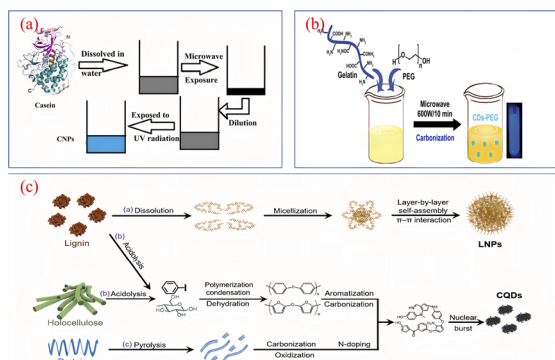 (a)
Dissolved in
water
Microwave
Exposure
N
C
Casein
Dilution
Exposed to
UV radiation
CNPs
(b)
COOH
Gelatin
PEG
Microwave
600W/10 min
Carbonization
CDs-PEG
(c)
Lignin
(a) Dissolution
Micellization
Layer-by-layer
self-assembly
π-π interaction
LNPs
(b)
Acidolysis
Holocellulose
(b) Acidolysis
Polymerization
condensation
Dehydration
Aromatization
Carbonization
Nuclear
burst
CQDs
(c) Pyrolysis
Carbonization
Oxidization
N-doping